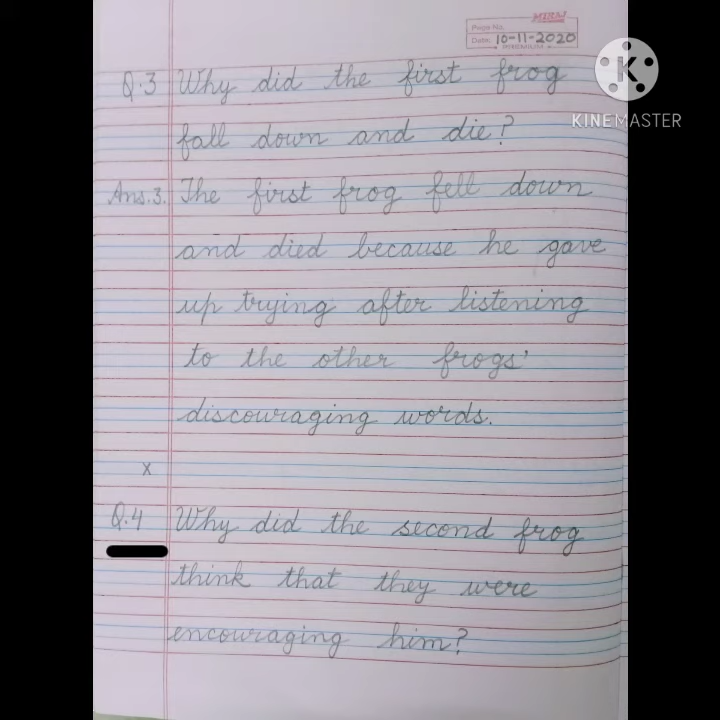 MIRAJ
Page No.
Date: 10-11-2020
PREMIUM
K
KINEMASTER
Q.3 Why did the first frog
fall down and die?
Ans.3. The first frog fell down
and died because he gave
up trying after listening
to the other frogs'
discouraging words.
x
Q.4 Why did the second frog
think that they were
encouraging him?